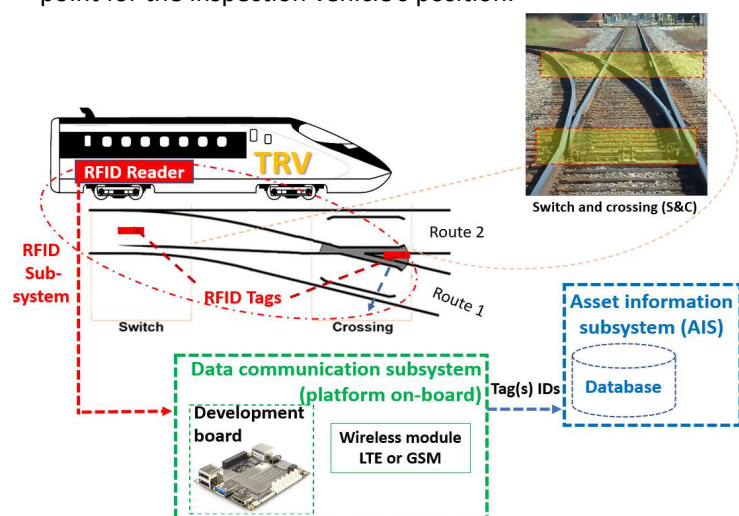 point for the inspection vehicle's position.
TRV
RFID Reader
Switch and crossing (S&C)
Route 2
RFID
Sub-
system
RFID Tags
Route 1
Switch
Crossing
Asset information
subsystem (AIS)
Database
Data communication subsystem
(platform on-board)
Tag(s) IDs
Development
board
Wireless module
LTE or GSM